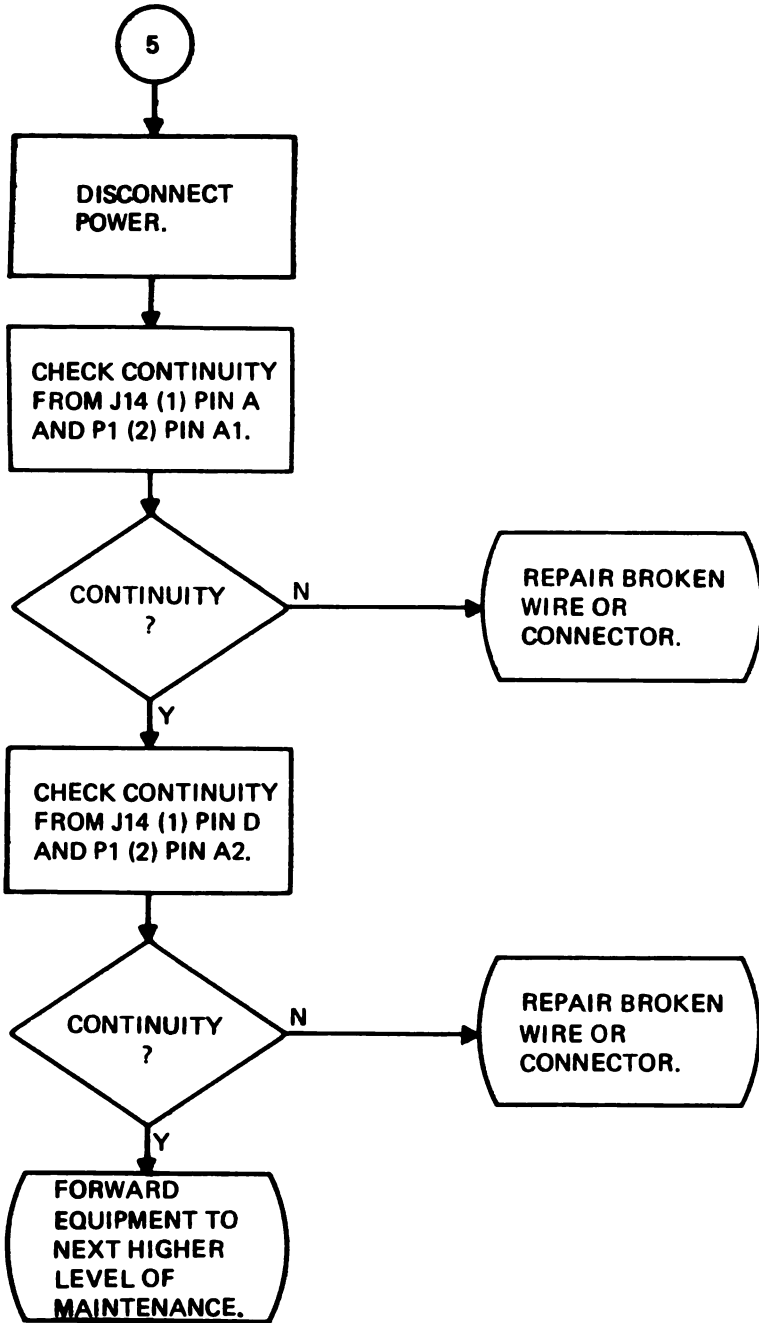 5
DISCONNECT
POWER.
CHECK CONTINUITY
FROM J14 (1) PIN A
AND P1 (2) PIN A1.
CONTINUITY
?
N
REPAIR BROKEN
WIRE OR
CONNECTOR.
Y
CHECK CONTINUITY
FROM J14 (1) PIN D
AND P1 (2) PIN A2.
CONTINUITY
?
N
REPAIR BROKEN
WIRE OR
CONNECTOR.
Y
FORWARD
EQUIPMENT TO
NEXT HIGHER
LEVEL OF
MAINTENANCE.